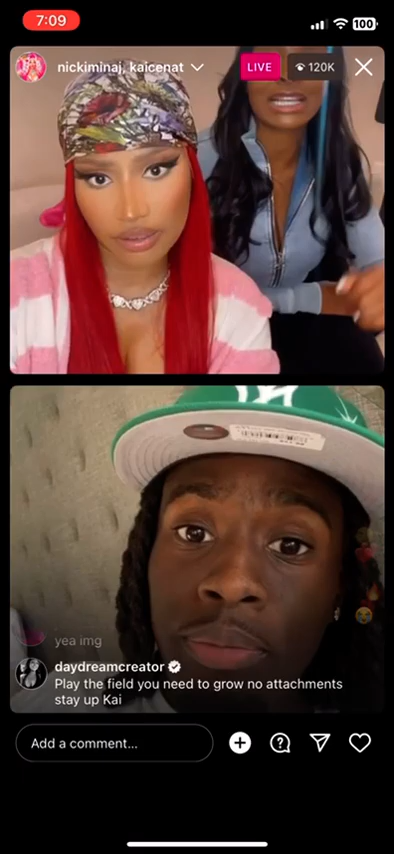 7:09
100
nickiminaj, kaicenat
LIVE
120K
yea img
daydreamcreator
Play the field you need to grow no attachments
stay up Kai
Add a comment...